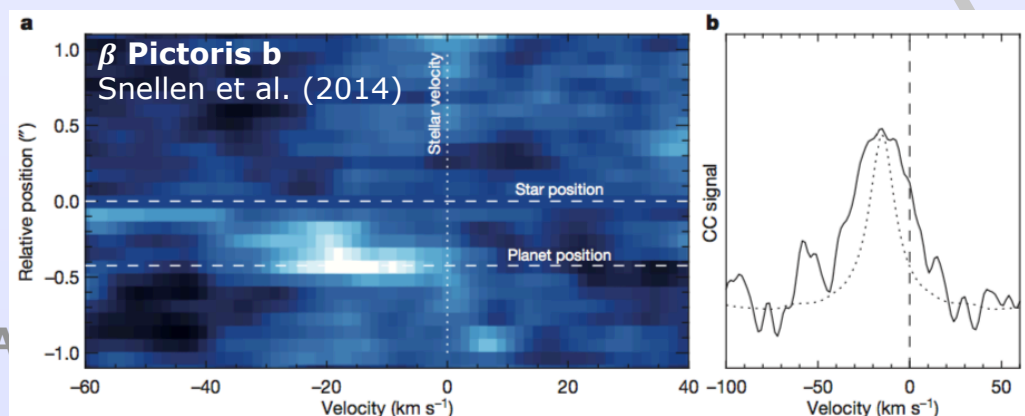 a
β Pictoris b
Snellen et al. (2014)
Stellar velocity
Star position
Planet position
Relative position (″)
1.0
0.5
0.0
−0.5
−1.0
−60
−40
−20
0
20
40
Velocity (km s⁻¹)
b
CC signal
−100
−50
0
50
Velocity (km s⁻¹)